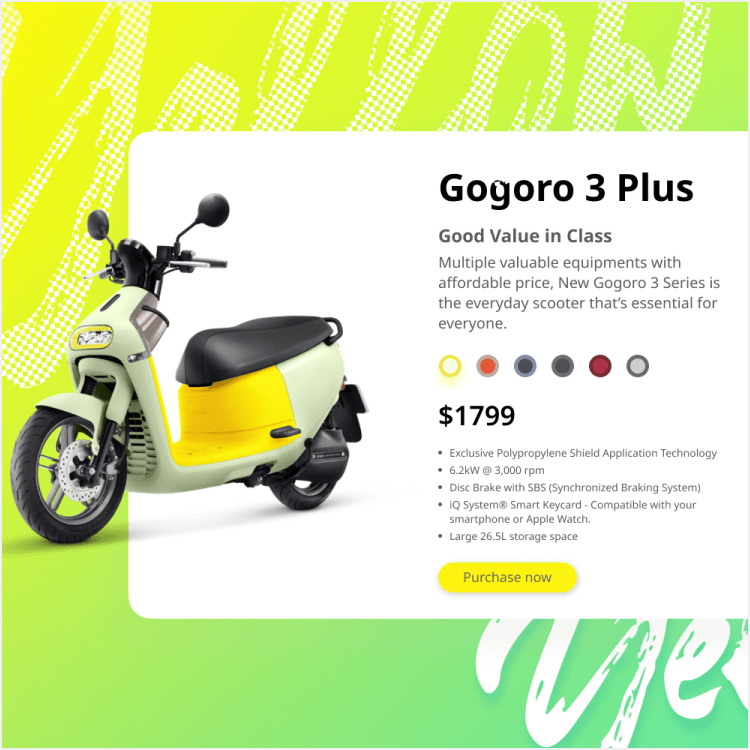 Yellow
Gogoro 3 Plus
Good Value in Class
Multiple valuable equipments with
affordable price, New Gogoro 3 Series is
the everyday scooter that’s essential for
everyone.
$1799
• Exclusive Polypropylene Shield Application Technology
• 6.2kW @ 3,000 rpm
• Disc Brake with SBS (Synchronized Braking System)
• iQ System® Smart Keycard - Compatible with your
smartphone or Apple Watch.
• Large 26.5L storage space
Purchase now